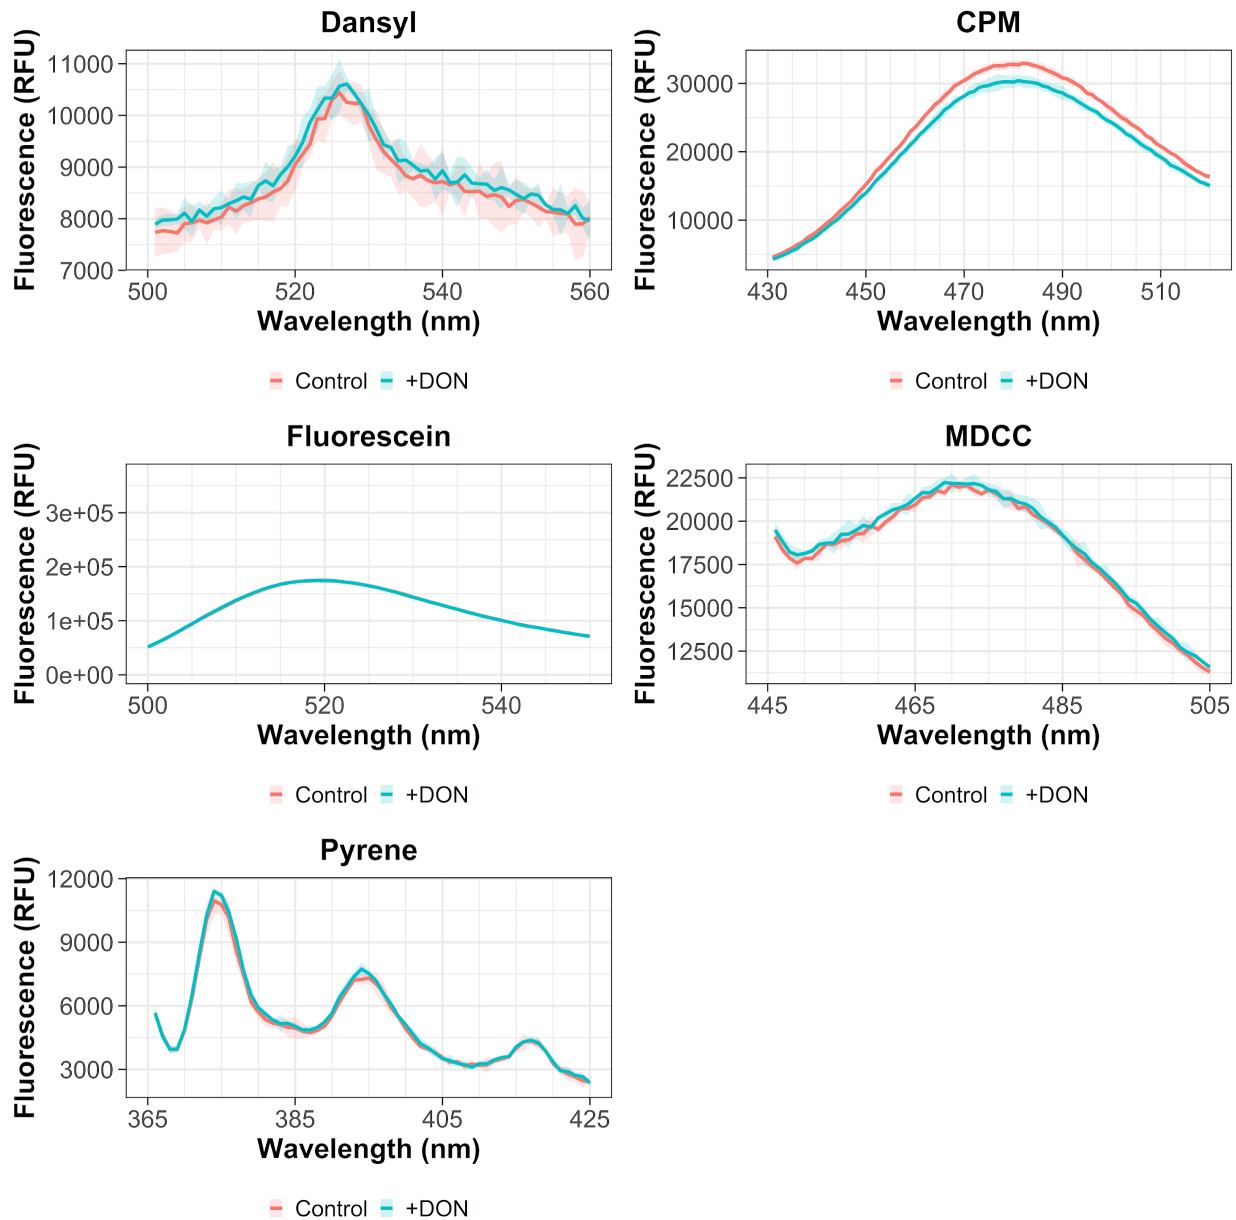 Dansyl
Fluorescence (RFU)
11000
10000
9000
8000
7000
500 520 540 560
Wavelength (nm)
Control +DON
CPM
Fluorescence (RFU)
30000
20000
10000
430 450 470 490 510
Wavelength (nm)
Control +DON
Fluorescein
Fluorescence (RFU)
3e+05
2e+05
1e+05
0e+00
500 520 540
Wavelength (nm)
Control +DON
MDCC
Fluorescence (RFU)
22500
20000
17500
15000
12500
445 465 485 505
Wavelength (nm)
Control +DON
Pyrene
Fluorescence (RFU)
12000
9000
6000
3000
365 385 405 425
Wavelength (nm)
Control +DON